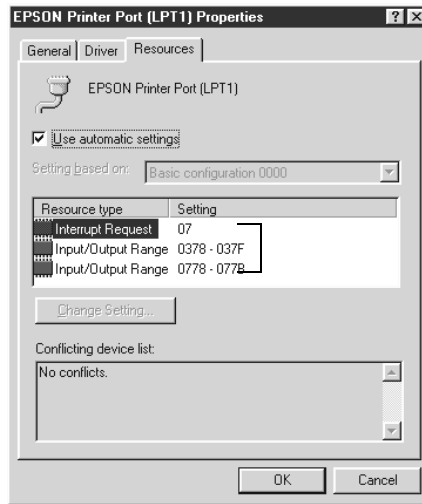 EPSON Printer Port (LPT1) Properties
General Driver Resources
EPSON Printer Port (LPT1)
Use automatic settings
Setting based on: Basic configuration 0000
Resource type Setting
Interrupt Request 07
Input/Output Range 0378 - 037F
Input/Output Range 0778 - 077B
Change Setting...
Conflicting device list:
No conflicts.
OK Cancel